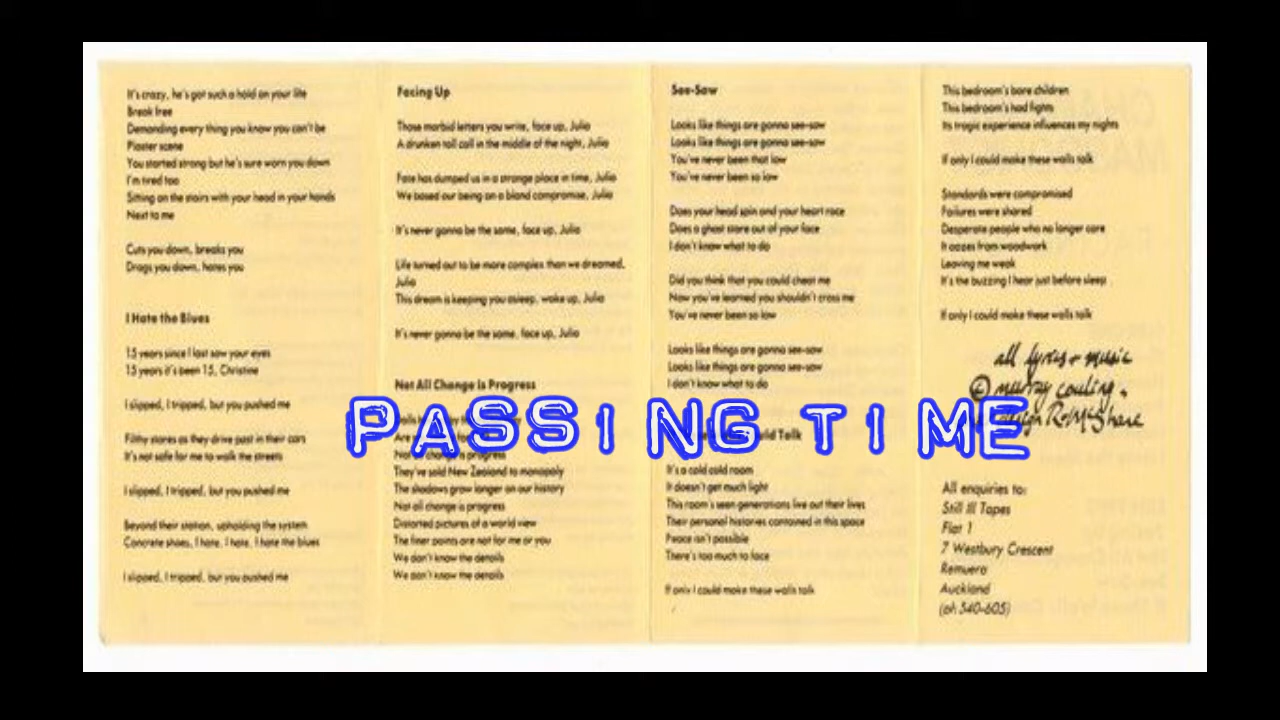 It's crazy, he's got such a hold on your life
Break free
Demanding every thing you know you can't be
Plaster scene
You started strong but he's sure worn you down
I'm tired too
Sitting on the stairs with your head in your hands
Next to me
Cuts you down, breaks you
Drags you down, hates you
I Hate the Blues
15 years since I last saw your eyes
15 years it's been 15, Christine
I slipped, I tripped, but you pushed me
Filthy stares as they drive past in their cars
It's not safe for me to walk the streets
I slipped, I tripped, but you pushed me
Beyond their station, upholding the system
Concrete shoes, I hate, I hate, I hate the blues
I slipped, I tripped, but you pushed me
Facing Up
Those morbid letters you write, face up, Julia
A drunken toll call in the middle of the night, Julia
Fate has dumped us in a strange place in time, Julia
We based our being on a bland compromise, Julia
It's never gonna be the same, face up, Julia
Life turned out to be more complex than we dreamed,
Julia
This dream is keeping you asleep, wake up, Julia
It's never gonna be the same, face up, Julia
Not All Change Is Progress
Are
Not all change is progress
They've sold New Zealand to monopoly
The shadows grow longer on our history
Not all change is progress
Distorted pictures of a world view
The finer points are not for me or you
We don't know the details
We don't know the details
See-Saw
Looks like things are gonna see-saw
Looks like things are gonna see-saw
You've never been that low
You've never been so low
Does your head spin and your heart race
Does a ghost stare out of your face
I don't know what to do
Did you think that you could cheat me
Now you've learned you shouldn't cross me
You've never been so low
Looks like things are gonna see-saw
Looks like things are gonna see-saw
I don't know what to do
Talk
It's a cold cold room
It doesn't get much light
This room's seen generations live out their lives
Their personal histories contained in this space
Peace isn't possible
There's too much to face
If only I could make these walls talk
This bedroom's bore children
This bedroom's had fights
Its tragic experience influences my nights
If only I could make these walls talk
Standards were compromised
Failures were shared
Desperate people who no longer care
It oozes from woodwork
Leaving me weak
It's the buzzing I hear just before sleep
If only I could make these walls talk
all lyrics + music
© murray couling.
Share
All enquiries to:
Still Ill Tapes
Flat 1
7 Westbury Crescent
Remuera
Auckland
(ph 540-605)
PASSING TIME